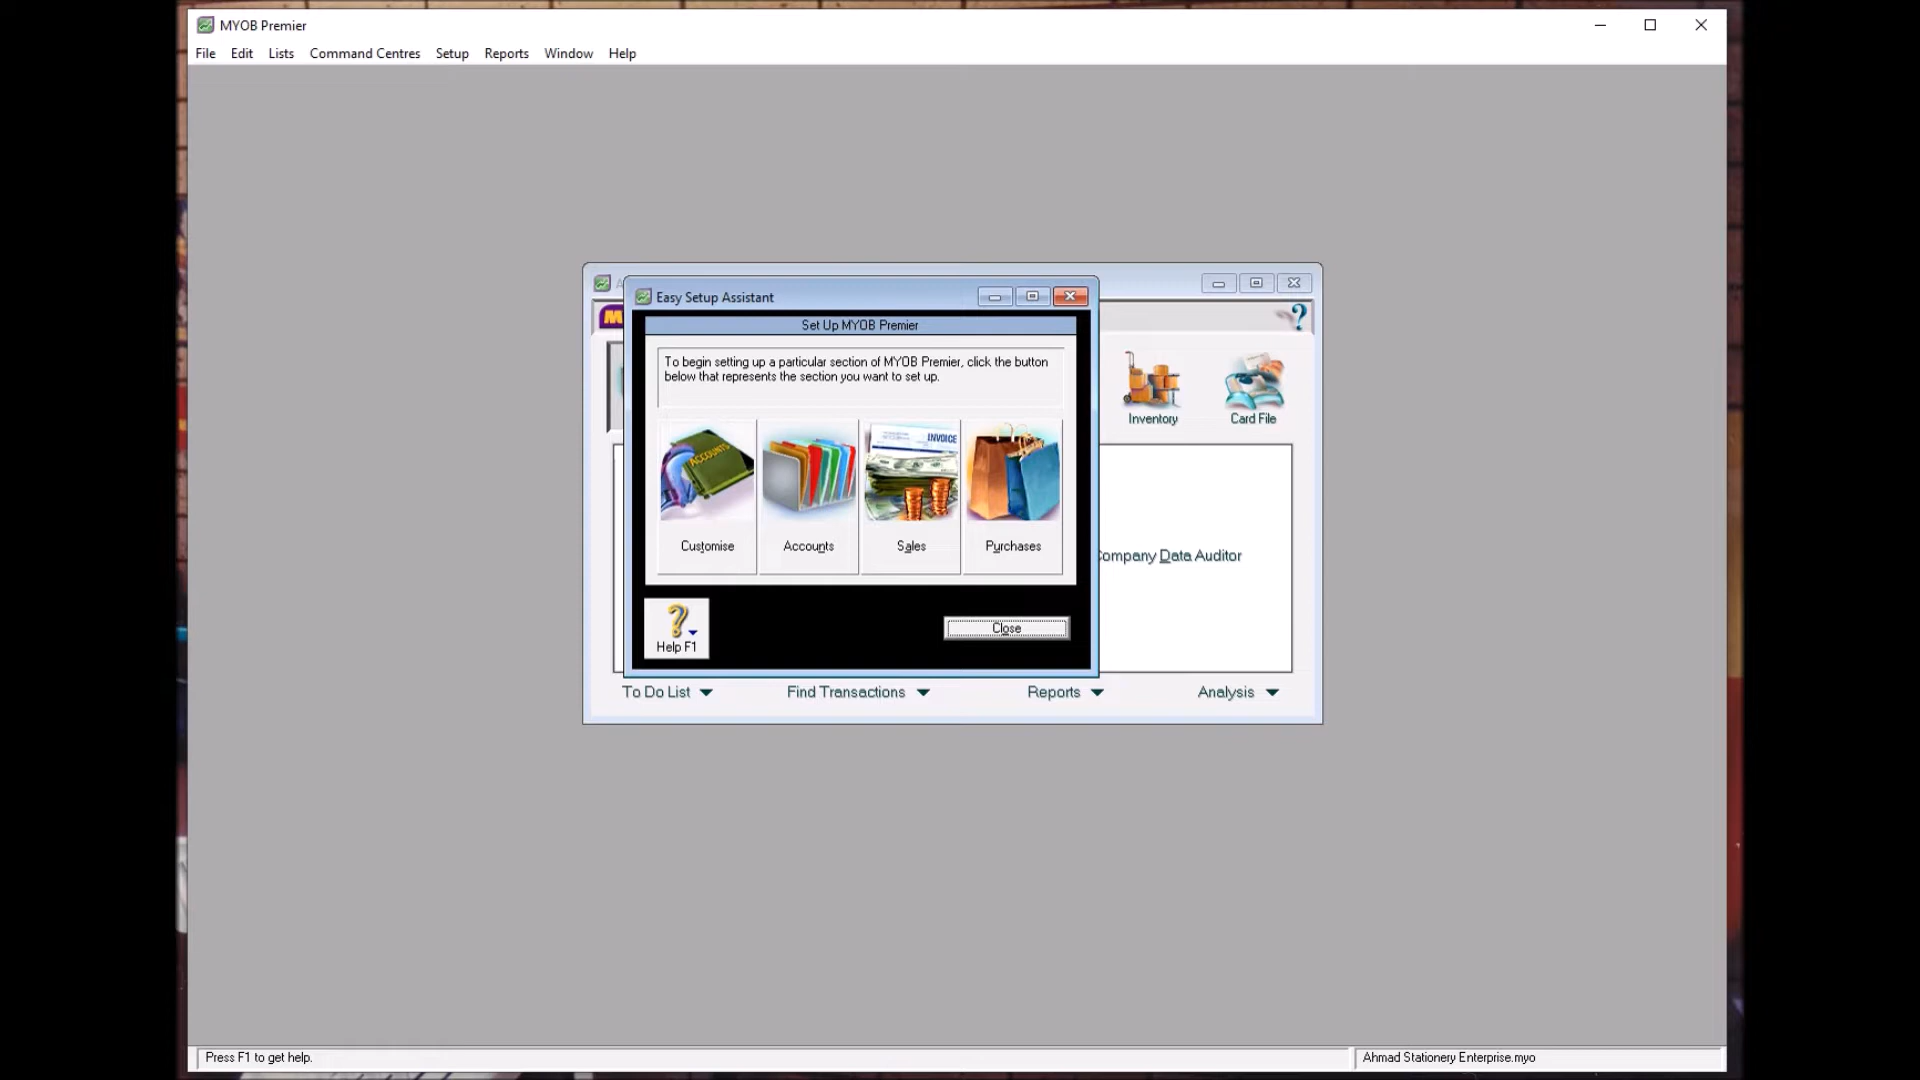 MYOB Premier
File Edit Lists Command Centres Setup Reports Window Help
Easy Setup Assistant
Set Up MYOB Premier
To begin setting up a particular section of MYOB Premier, click the button
below that represents the section you want to set up.
Inventory
Card File
ACCOUNTS
INVOICE
Customise
Accounts
Sales
Purchases
Company Data Auditor
Help F1
Close
To Do List
Find Transactions
Reports
Analysis
Press F1 to get help.
Ahmad Stationery Enterprise.myo